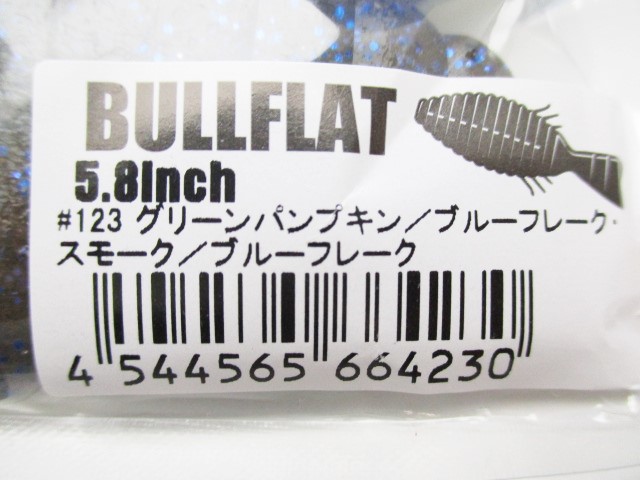 BULLFLAT
5.8Inch
#123 グリーンパンプキン/ブルーフレーク・
スモーク/ブルーフレーク
4 544565 664230